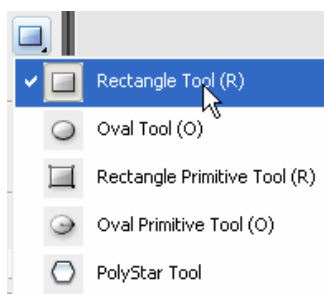 Rectangle Tool (R)
Oval Tool (O)
Rectangle Primitive Tool (R)
Oval Primitive Tool (O)
PolyStar Tool